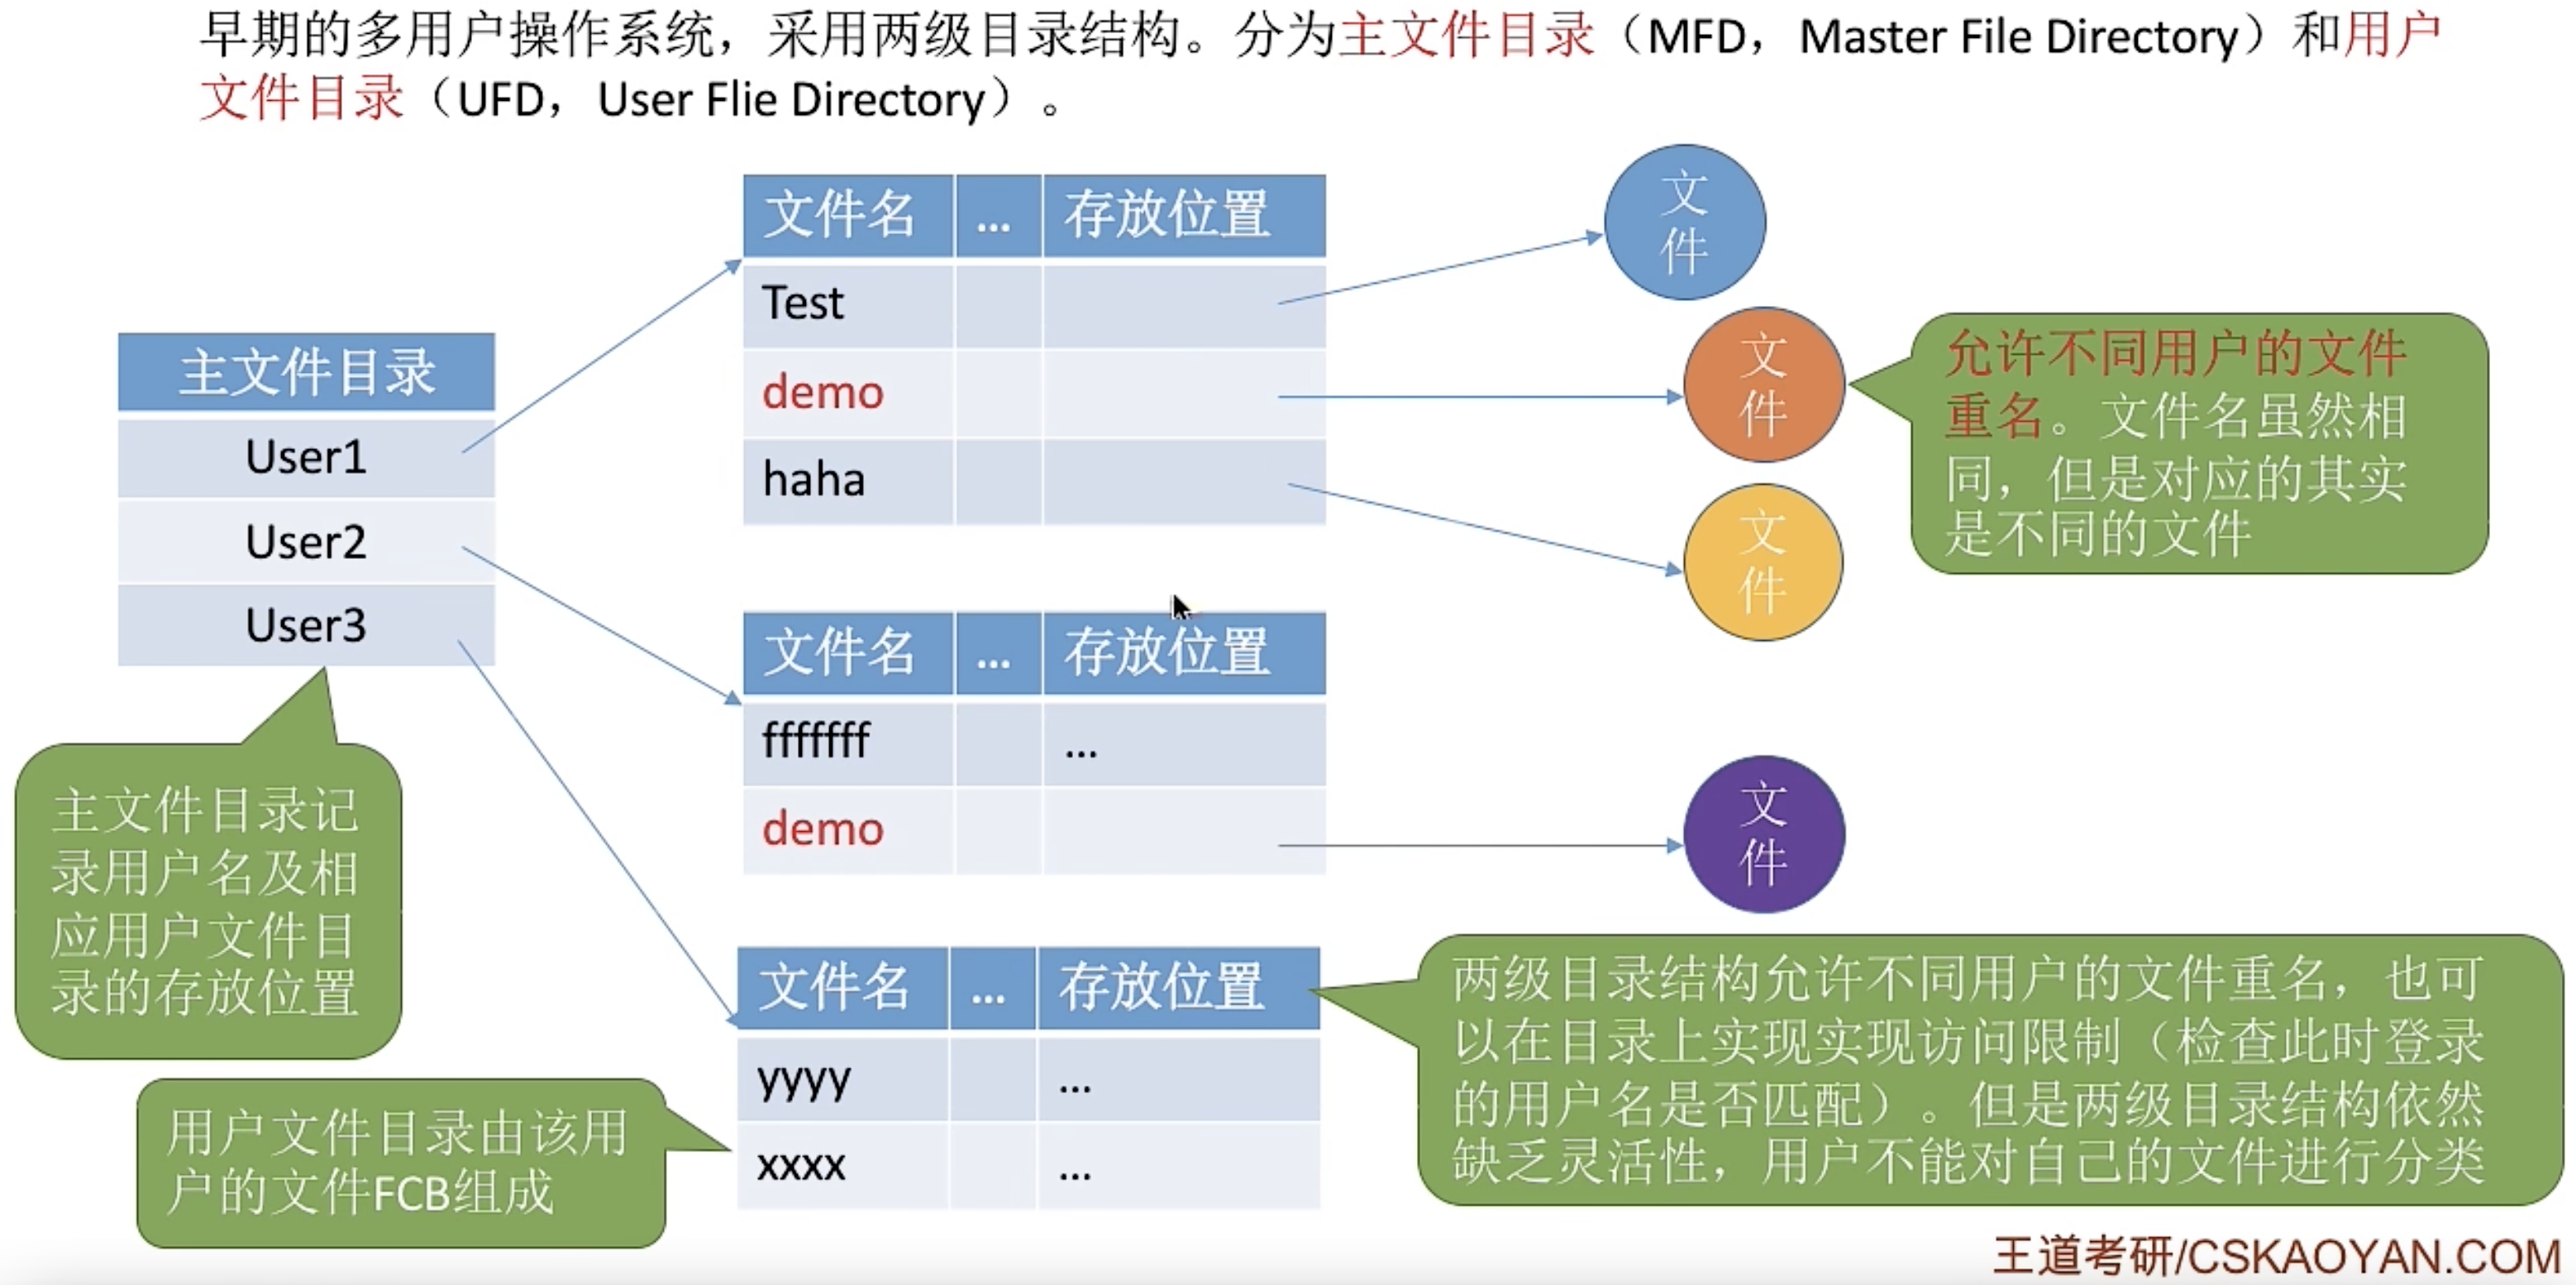 早期的多用户操作系统，采用两级目录结构。分为主文件目录（MFD，Master File Directory）和用户
文件目录（UFD，User Flie Directory）。
主文件目录
User1
User2
User3
文件名 ... 存放位置
Test
demo
haha
文件名 ... 存放位置
fffffff ...
demo
文件名 ... 存放位置
yyyy ...
xxxx ...
文
件
文
件
文
件
文
件
允许不同用户的文件
重名。文件名虽然相
同，但是对应的其实
是不同的文件
主文件目录记
录用户名及相
应用户文件目
录的存放位置
用户文件目录由该用
户的文件FCB组成
两级目录结构允许不同用户的文件重名，也可
以在目录上实现实现访问限制（检查此时登录
的用户名是否匹配）。但是两级目录结构依然
缺乏灵活性，用户不能对自己的文件进行分类
王道考研/CSKAOYAN.COM